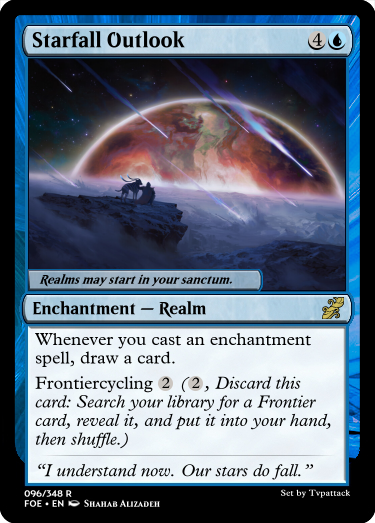 Starfall Outlook 4
Realms may start in your sanctum.
Enchantment — Realm
Whenever you cast an enchantment
spell, draw a card.
Frontiercycling 2 (2, Discard this
card: Search your library for a Frontier
card, reveal it, and put it into your hand,
then shuffle.)
“I understand now. Our stars do fall.”
096/348 R
FOE • EN Shahab Alizadeh Set by Tvpattack